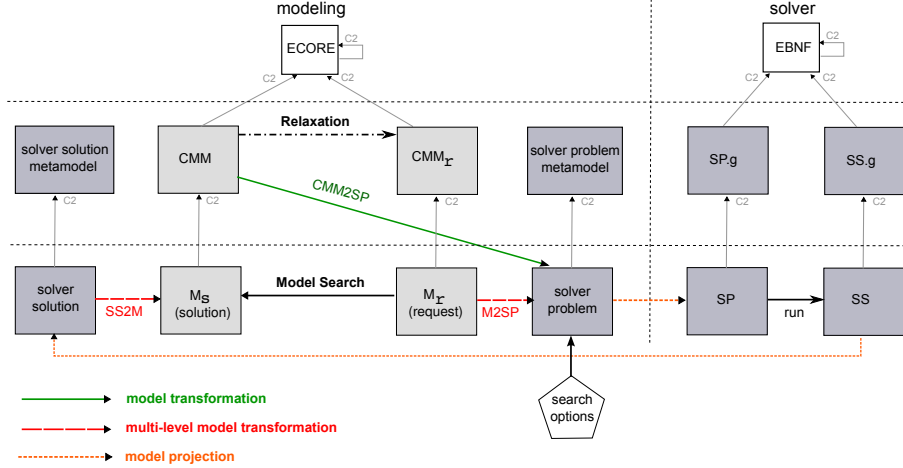 modeling
solver
ECORE
C2
C2
C2
EBNF
C2
C2
C2
solver solution
metamodel
CMM
Relaxation
CMMr
solver problem
metamodel
SP.g
SS.g
CMM2SP
C2
C2
C2
C2
C2
C2
solver
solution
SS2M
Ms
(solution)
Model Search
Mr
(request)
M2SP
solver
problem
SP
run
SS
search
options
model transformation
multi-level model transformation
model projection